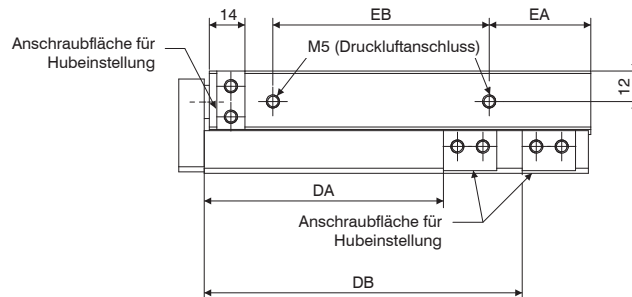 14
EB
EA
Anschraubfläche für
Hubeinstellung
M5 (Druckluftanschluss)
12
DA
Anschraubfläche für
Hubeinstellung
DB